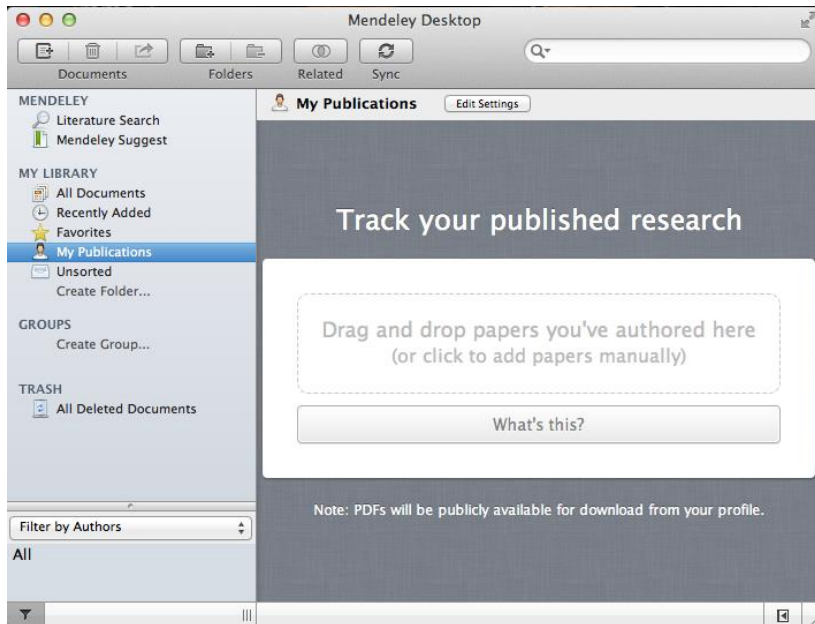 Mendeley Desktop
Documents
Folders
Related
Sync
MENDELEY
Literature Search
Mendeley Suggest
MY LIBRARY
All Documents
Recently Added
Favorites
My Publications
Unsorted
Create Folder...
GROUPS
Create Group...
TRASH
All Deleted Documents
Filter by Authors
All
My Publications
Edit Settings
Track your published research
Drag and drop papers you've authored here
(or click to add papers manually)
What's this?
Note: PDFs will be publicly available for download from your profile.